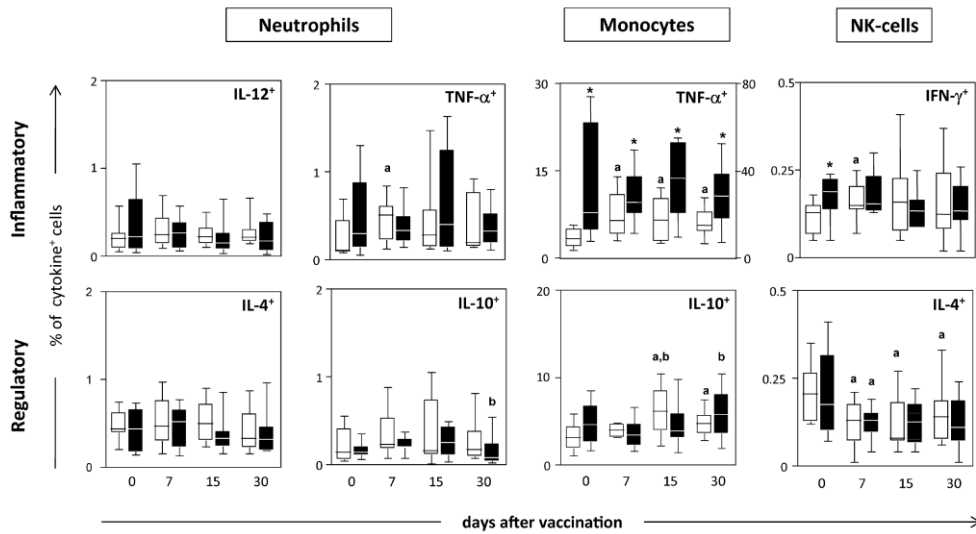 Neutrophils Monocytes NK-cells
Inflammatory
Regulatory
% of cytokine⁺ cells
2 IL-12⁺
1
0
2 TNF-α⁺
a
1
0
30 TNF-α⁺ 80
* * * *
a a a
15 40
0 0
0.5 IFN-γ⁺
* a
0.25
0
2 IL-4⁺
1
0
0 7 15 30
2 IL-10⁺
1
b
0
0 7 15 30
20 IL-10⁺
a,b b
10
a
0
0 7 15 30
0.5 IL-4⁺
a a a a
0.25
0
0 7 15 30
days after vaccination